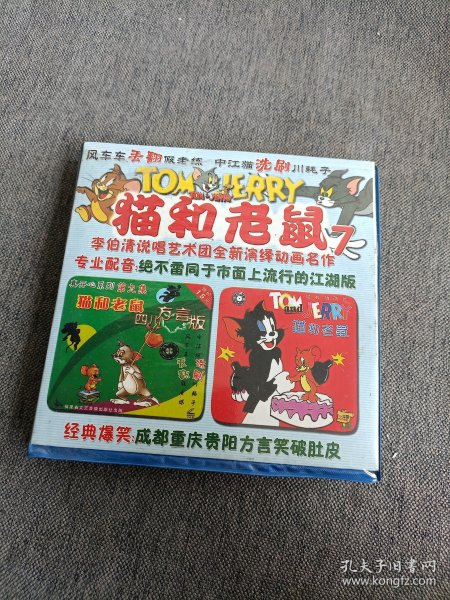 风车车丢翻假老练 中江猫洗刷川耗子
TOM JERRY
猫和老鼠7
李伯清说唱艺术团全新演绎动画名作
专业配音:绝不雷同于市面上流行的江湖版
猫和老鼠
四川方言版
TOM
and JERRY
猫和老鼠
经典爆笑:成都重庆贵阳方言笑破肚皮
孔夫子旧书网
www.kongfz.com